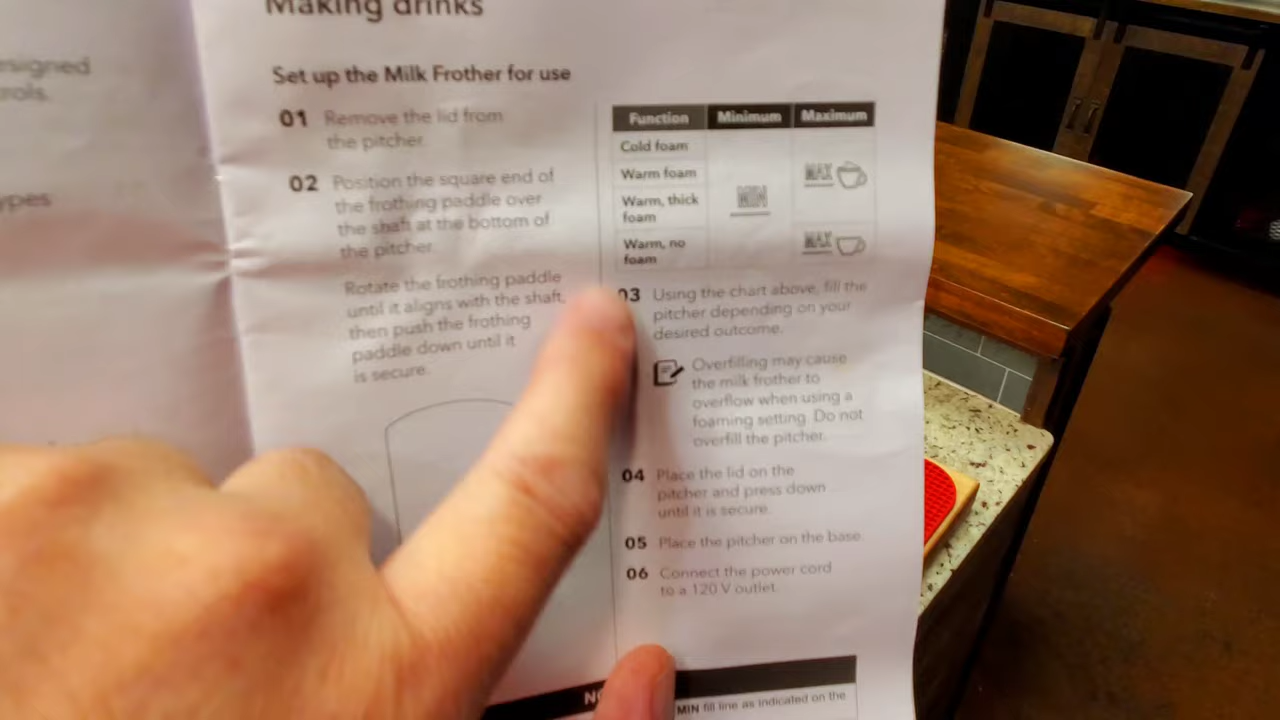 Making drinks
esigned
rols.
ypes
Set up the Milk Frother for use
01 Remove the lid from
the pitcher.
02 Position the square end of
the frothing paddle over
the shaft at the bottom of
the pitcher.
Rotate the frothing paddle
until it aligns with the shaft,
then push the frothing
paddle down until it
is secure.
Function Minimum Maximum
Cold foam
Warm foam
Warm, thick
foam
Warm, no
foam
MIN
MAX
MAX
03 Using the chart above, fill the
pitcher depending on your
desired outcome.
Overfilling may cause
the milk frother to
overflow when using a
foaming setting. Do not
overfill the pitcher.
04 Place the lid on the
pitcher and press down
until it is secure.
05 Place the pitcher on the base.
06 Connect the power cord
to a 120 V outlet.
MIN fill line as indicated on the